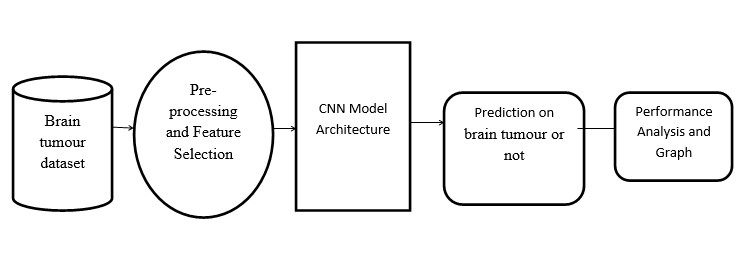 Brain
tumour
dataset
Pre-
processing
and Feature
Selection
CNN Model
Architecture
Prediction on
brain tumour or
not
Performance
Analysis and
Graph